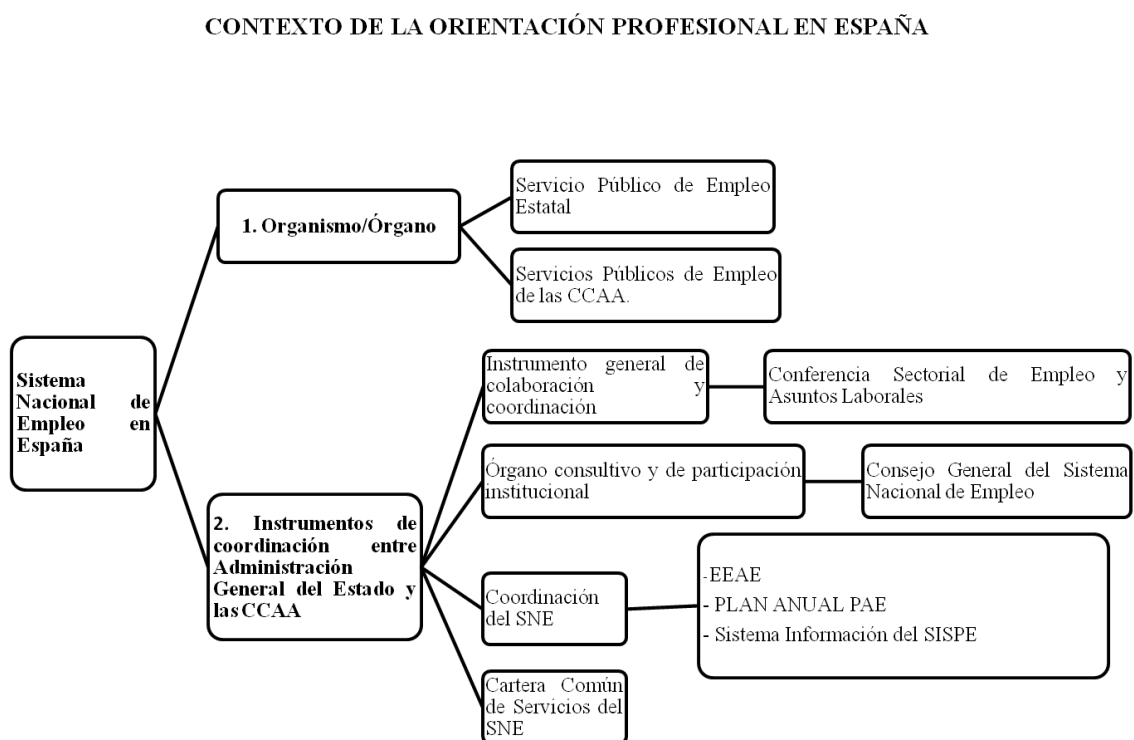 CONTEXTO DE LA ORIENTACIÓN PROFESIONAL EN ESPAÑA
Sistema
Nacional de
Empleo en
España
1. Organismo/Órgano
Servicio Público de Empleo
Estatal
Servicios Públicos de Empleo
de las CCAA.
2. Instrumentos de
coordinación entre
Administración
General del Estado y
las CCAA
Instrumento general de
colaboración y
coordinación
Conferencia Sectorial de Empleo y
Asuntos Laborales
Órgano consultivo y de participación
institucional
Consejo General del Sistema
Nacional de Empleo
Coordinación
del SNE
-EEAE
- PLAN ANUAL PAE
- Sistema Información del SISPE
Cartera Común
de Servicios del
SNE